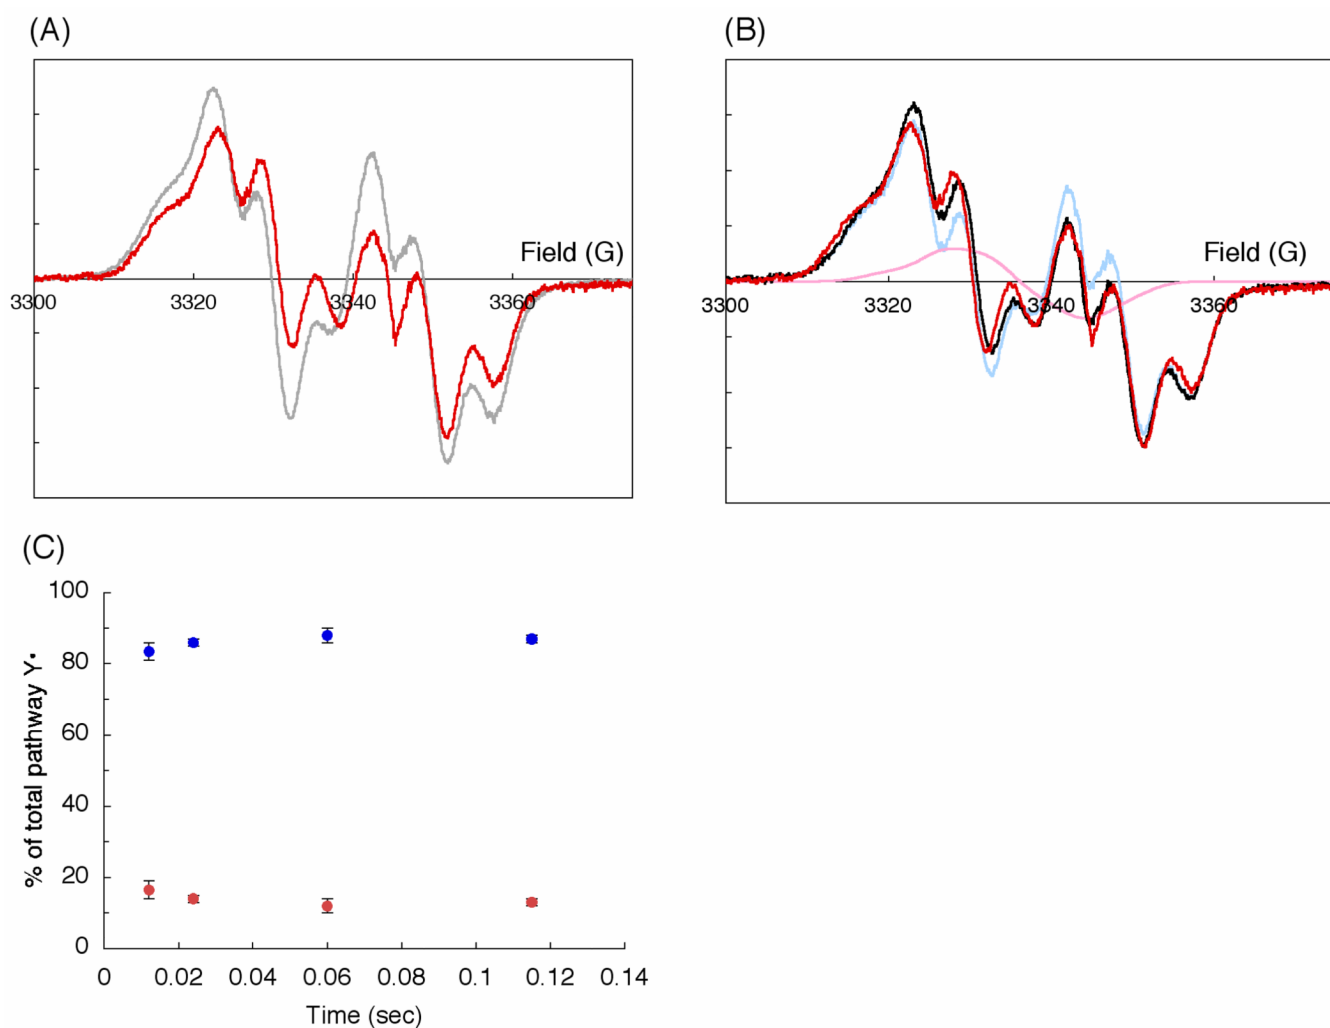 (A)
(B)
Field (G)
3300 3320 3340 3360
Field (G)
3300 3320 3340 3360
(C)
% of total pathway Y•
100
80
60
40
20
0
0 0.02 0.04 0.06 0.08 0.1 0.12 0.14
Time (sec)